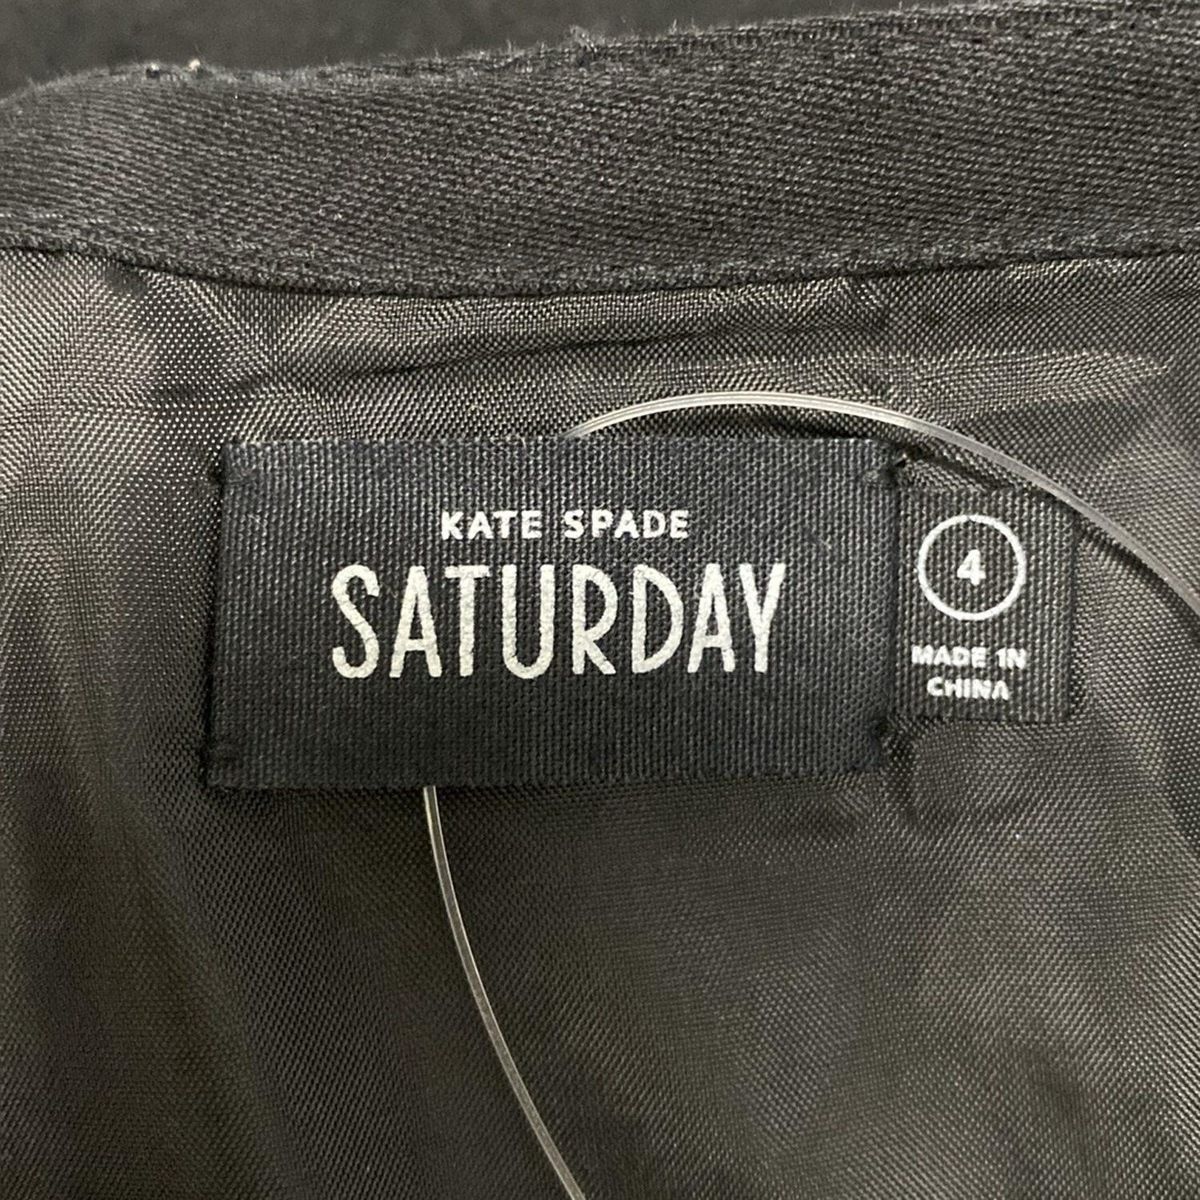 KATE SPADE
SATURDAY
4
MADE IN
CHINA